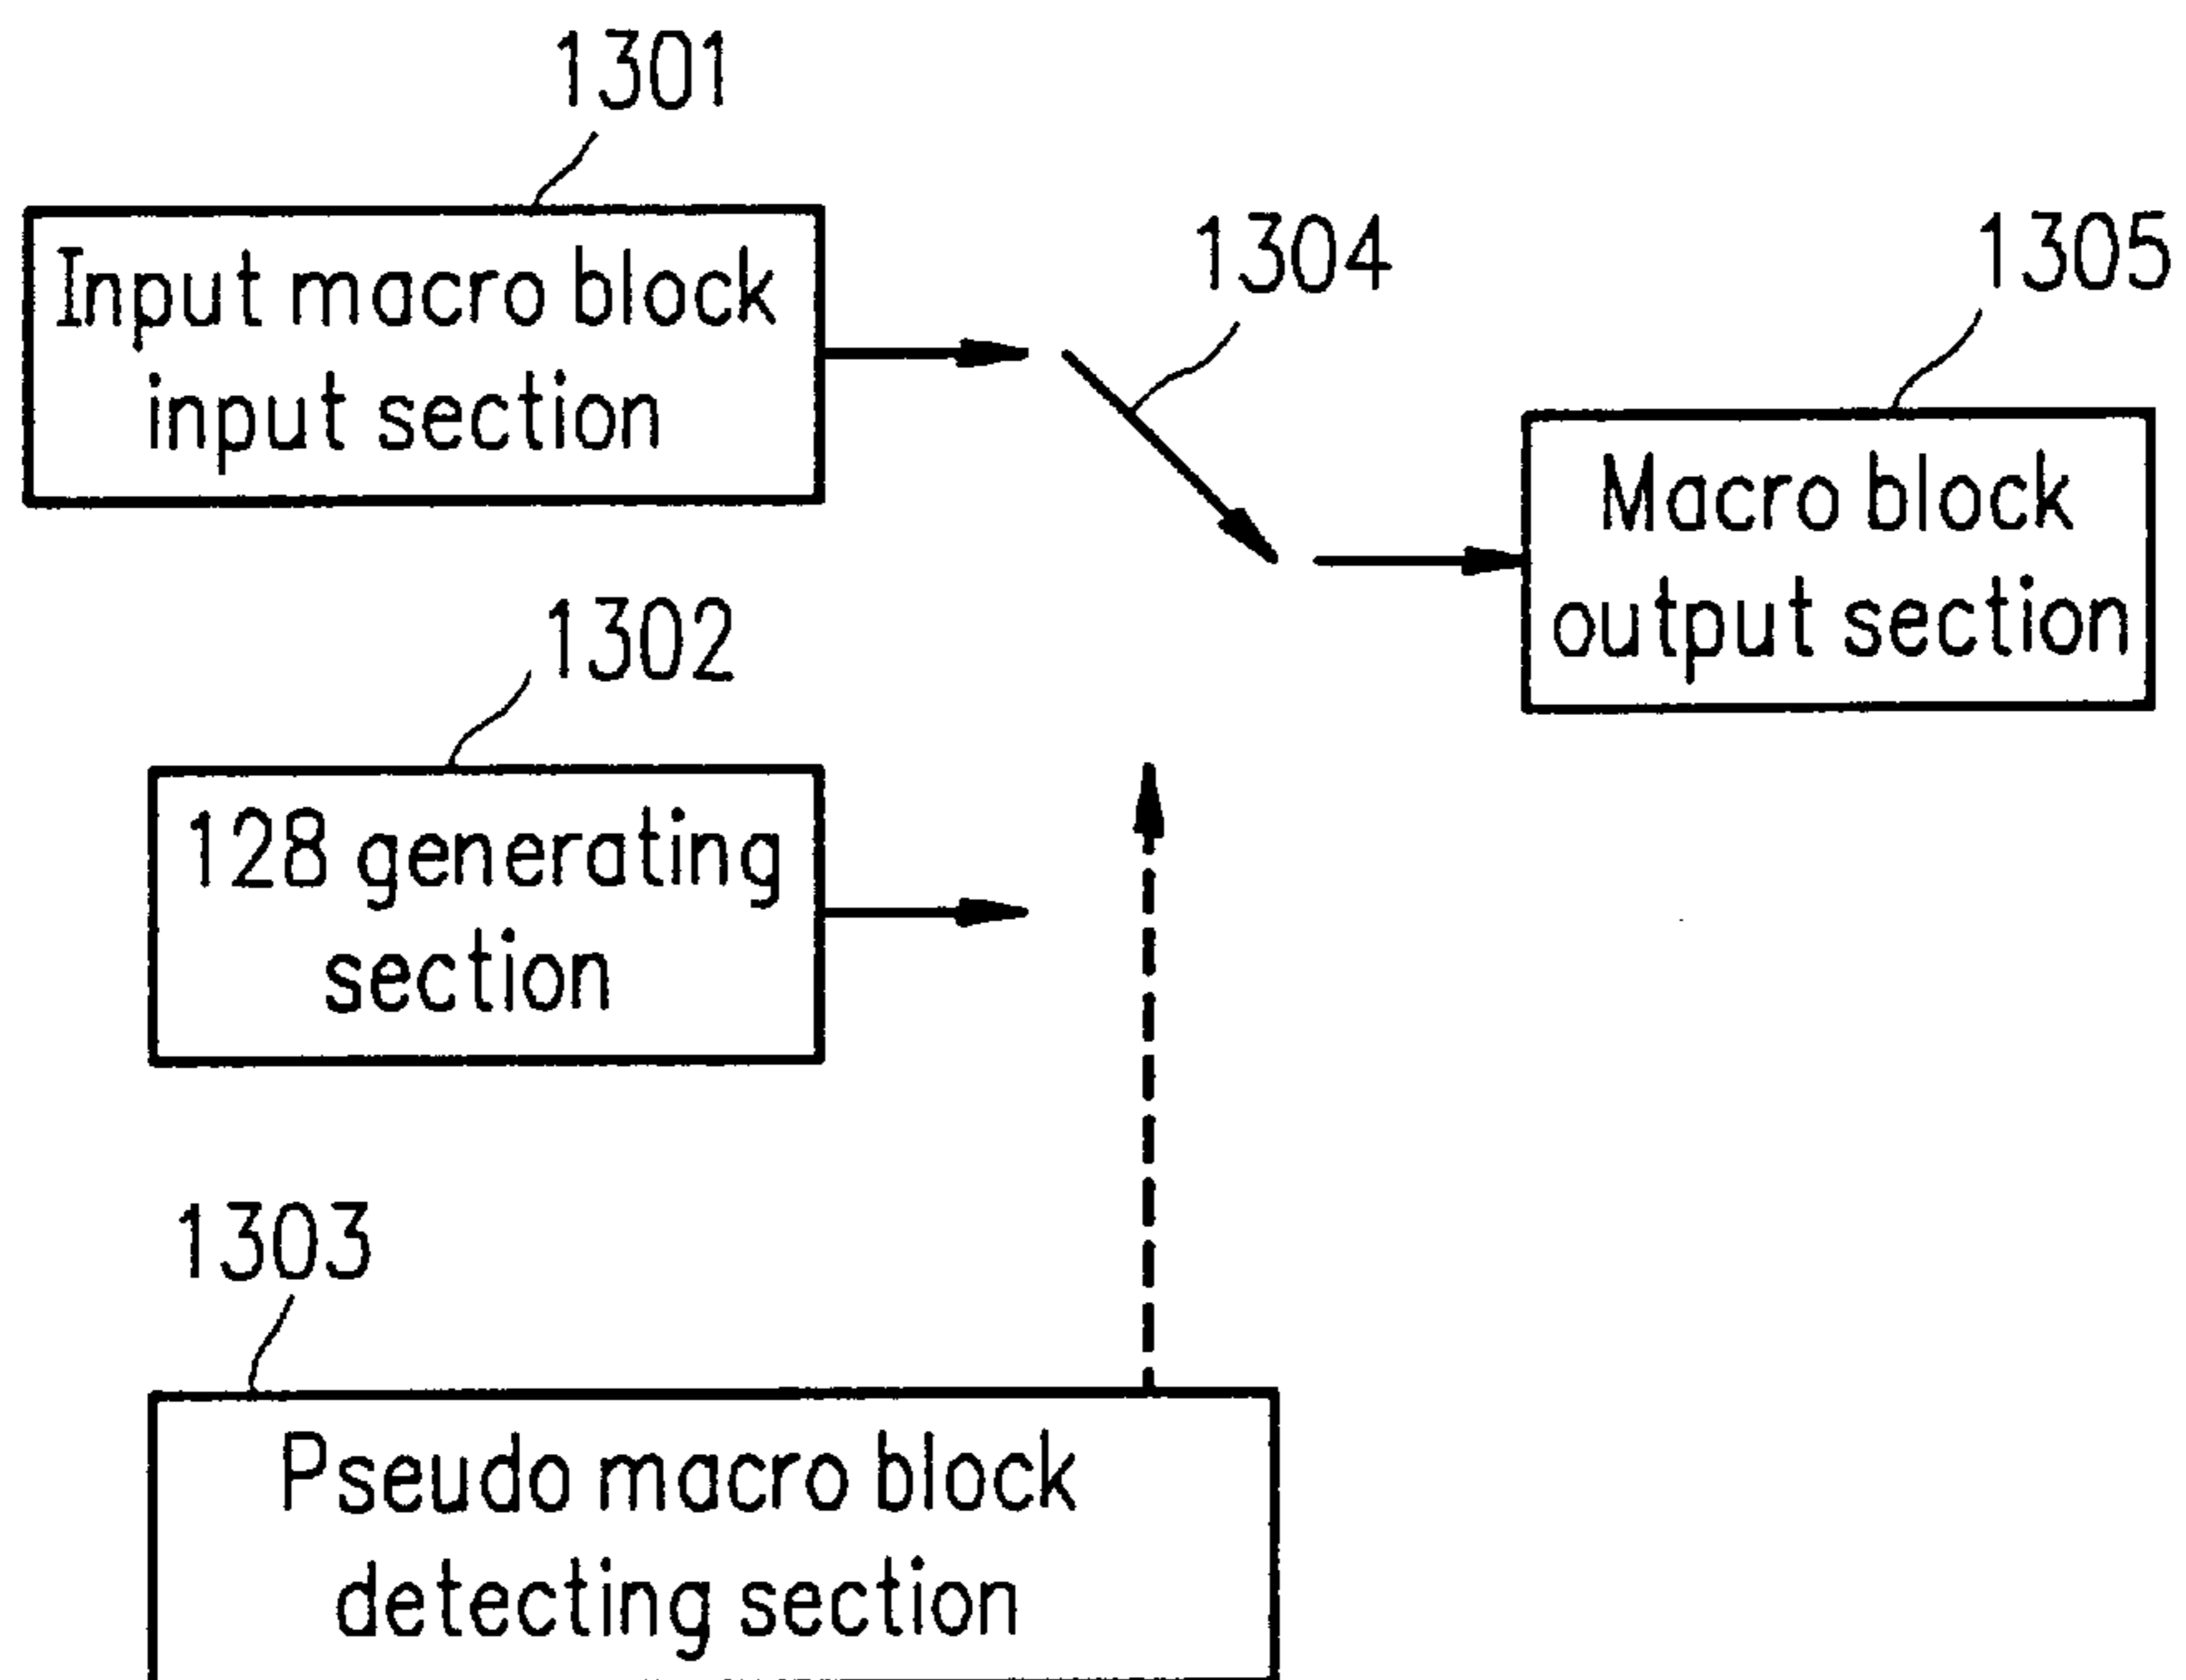 1301
Input macro block
input section
1304
1305
Macro block
output section
1302
128 generating
section
1303
Pseudo macro block
detecting section